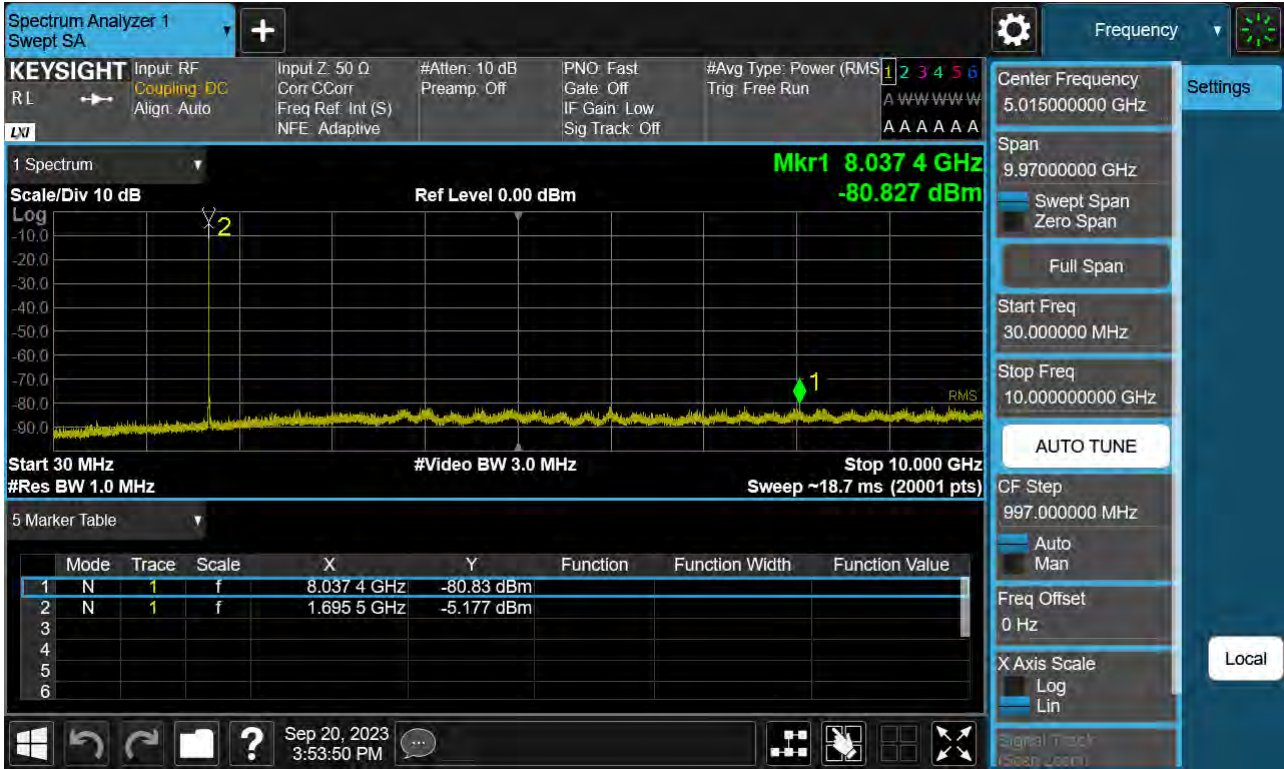 Spectrum Analyzer 1
Swept SA
Frequency
KEYSIGHT
R L
LXI
Input: RF
Coupling: DC
Align: Auto
Input Z: 50 Ω
Corr CCorr
Freq Ref: Int (S)
NFE: Adaptive
#Atten: 10 dB
Preamp: Off
PNO: Fast
Gate: Off
IF Gain: Low
Sig Track: Off
#Avg Type: Power (RMS
Trig: Free Run
1 2 3 4 5 6
A W W W W W
A A A A A A
Center Frequency
5.015000000 GHz
Settings
Span
9.97000000 GHz
Swept Span
Zero Span
Full Span
Start Freq
30.000000 MHz
Stop Freq
10.000000000 GHz
AUTO TUNE
CF Step
997.000000 MHz
Auto
Man
Freq Offset
0 Hz
X Axis Scale
Log
Lin
Signal Track
(Span Zoom)
Local
1 Spectrum
Mkr1 8.037 4 GHz
-80.827 dBm
Scale/Div 10 dB
Ref Level 0.00 dBm
Log
-10.0
-20.0
-30.0
-40.0
-50.0
-60.0
-70.0
-80.0
-90.0
2
1
RMS
Start 30 MHz
#Video BW 3.0 MHz
Stop 10.000 GHz
#Res BW 1.0 MHz
Sweep ~18.7 ms (20001 pts)
5 Marker Table
Mode Trace Scale X Y Function Function Width Function Value
1 N 1 f 8.037 4 GHz -80.83 dBm
2 N 1 f 1.695 5 GHz -5.177 dBm
3
4
5
6
?
Sep 20, 2023
3:53:50 PM